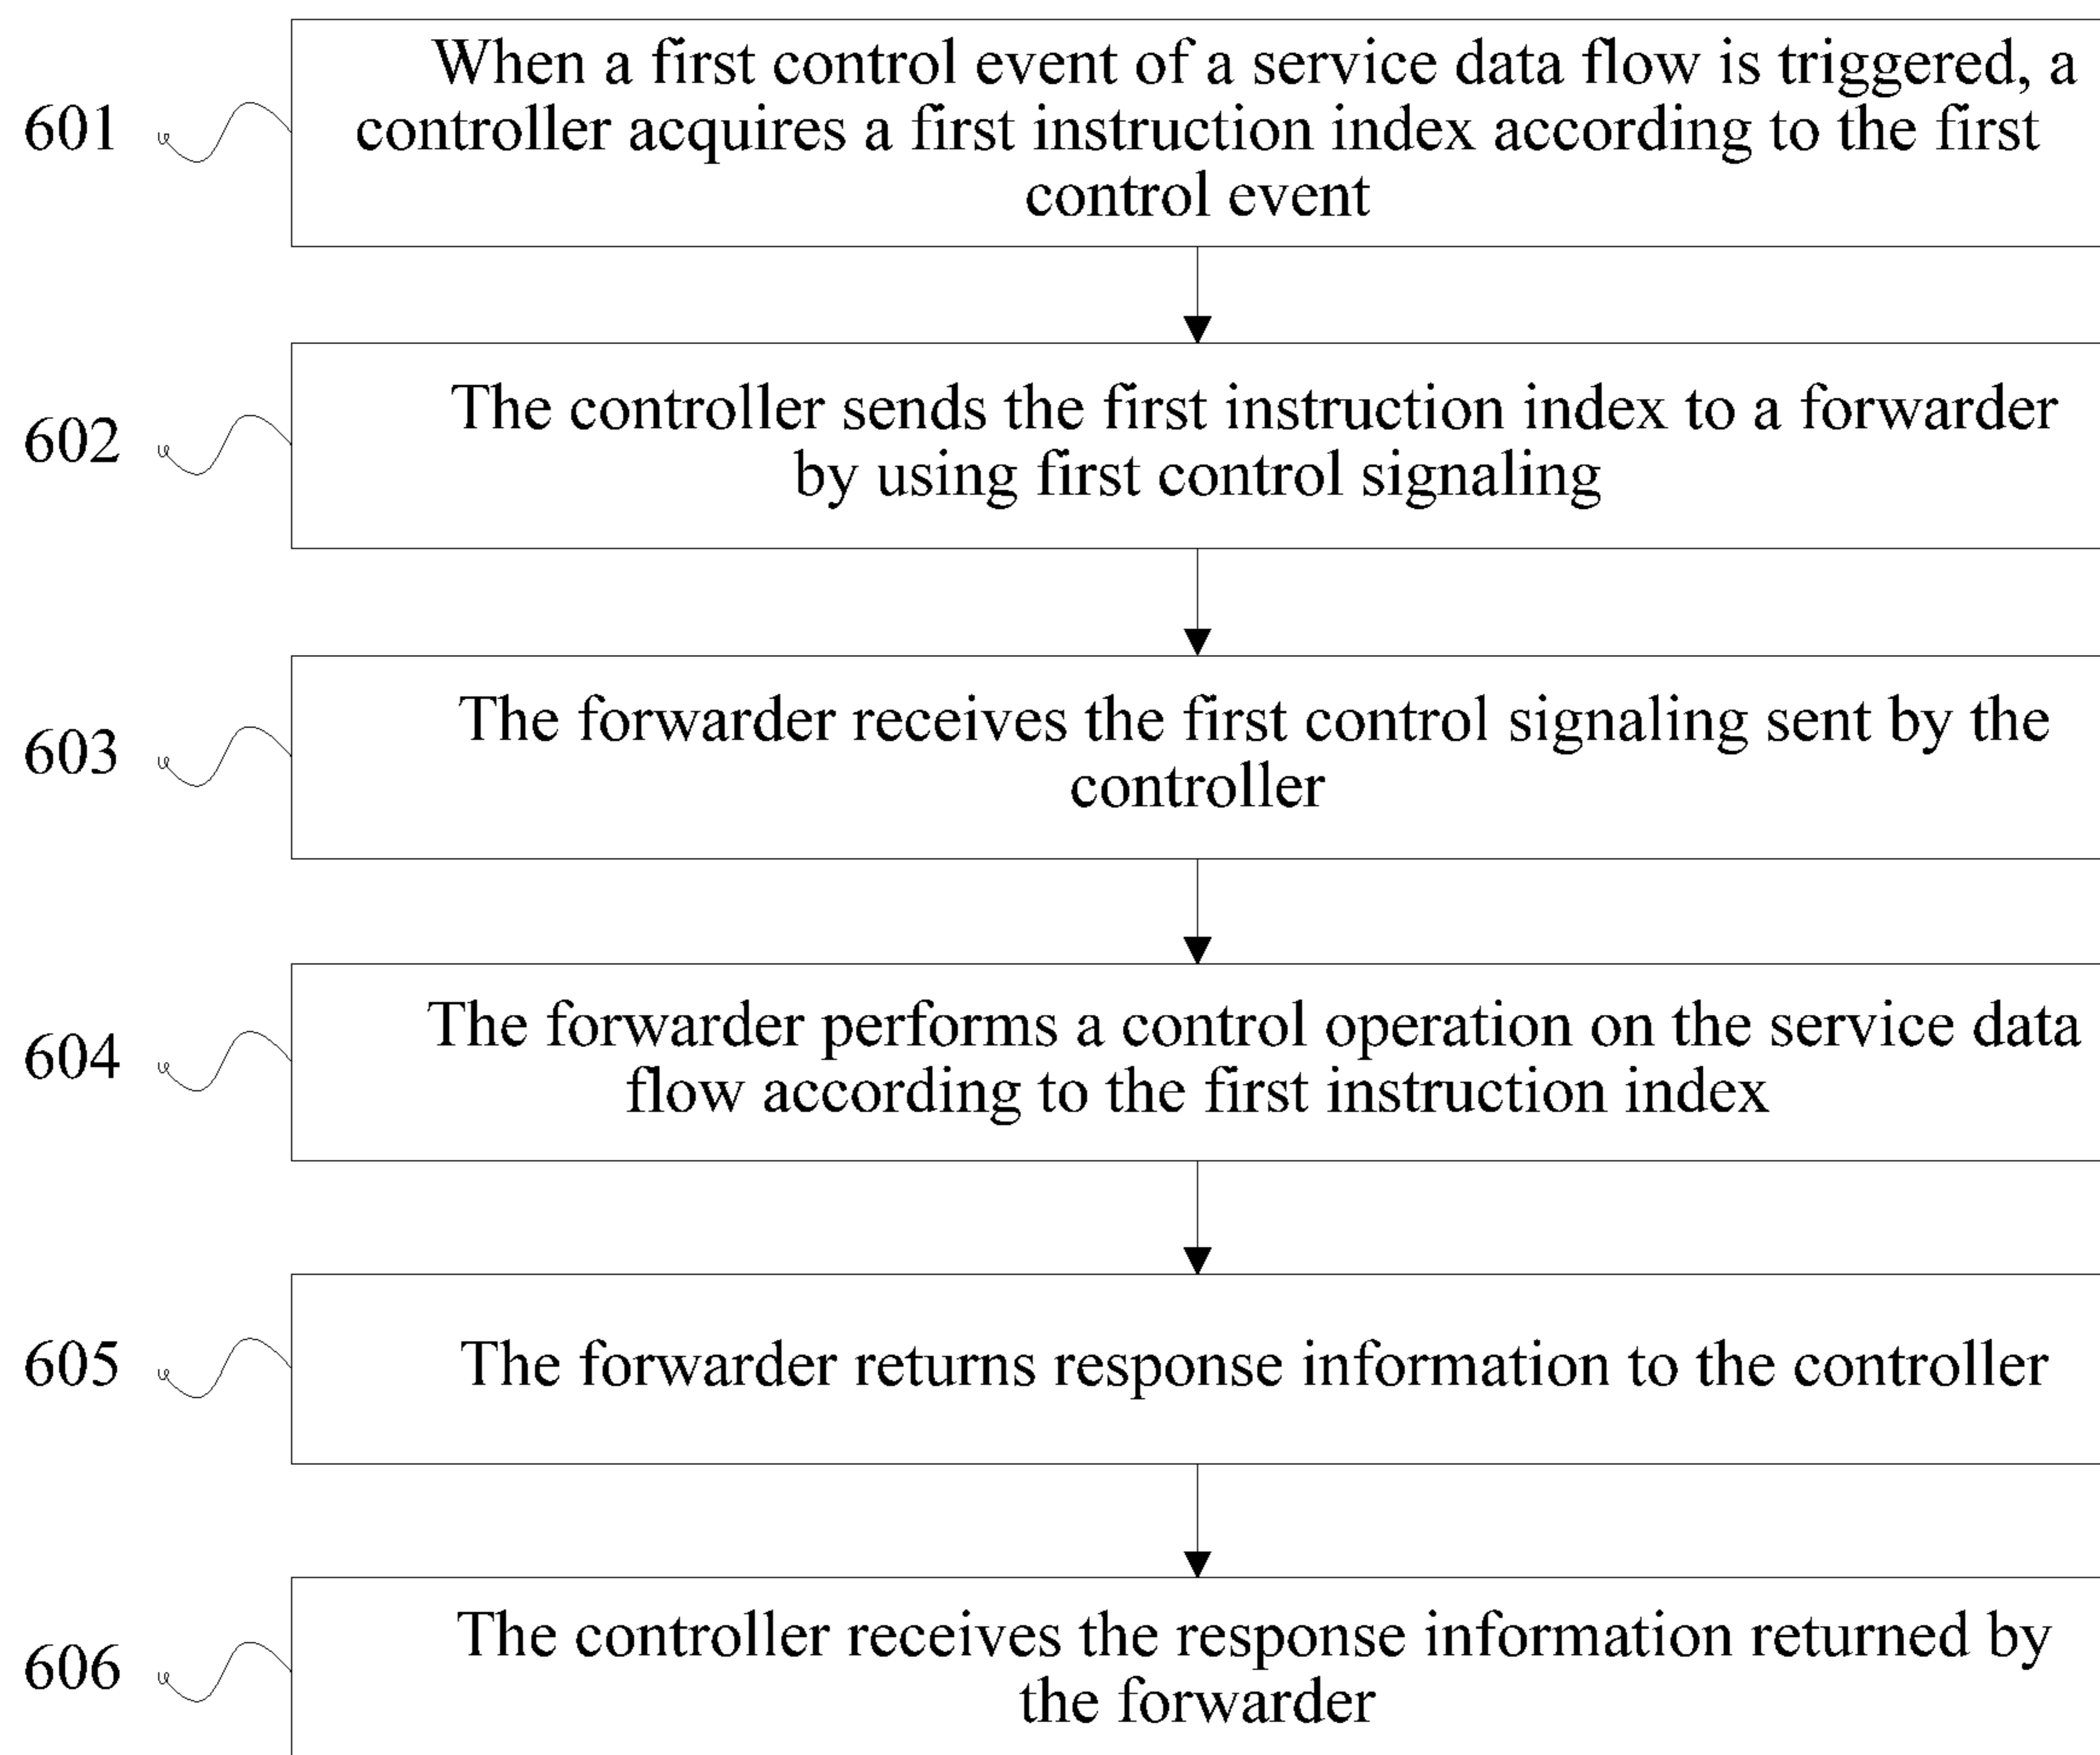 601
When a first control event of a service data flow is triggered, a
controller acquires a first instruction index according to the first
control event
602
The controller sends the first instruction index to a forwarder
by using first control signaling
603
The forwarder receives the first control signaling sent by the
controller
604
The forwarder performs a control operation on the service data
flow according to the first instruction index
605
The forwarder returns response information to the controller
606
The controller receives the response information returned by
the forwarder